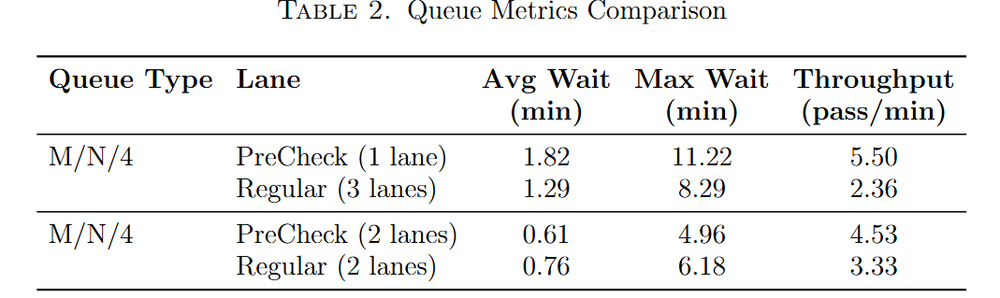 TABLE 2. Queue Metrics Comparison
Queue Type Lane Avg Wait Max Wait Throughput
(min) (min) (pass/min)
M/N/4 PreCheck (1 lane) 1.82 11.22 5.50
Regular (3 lanes) 1.29 8.29 2.36
M/N/4 PreCheck (2 lanes) 0.61 4.96 4.53
Regular (2 lanes) 0.76 6.18 3.33